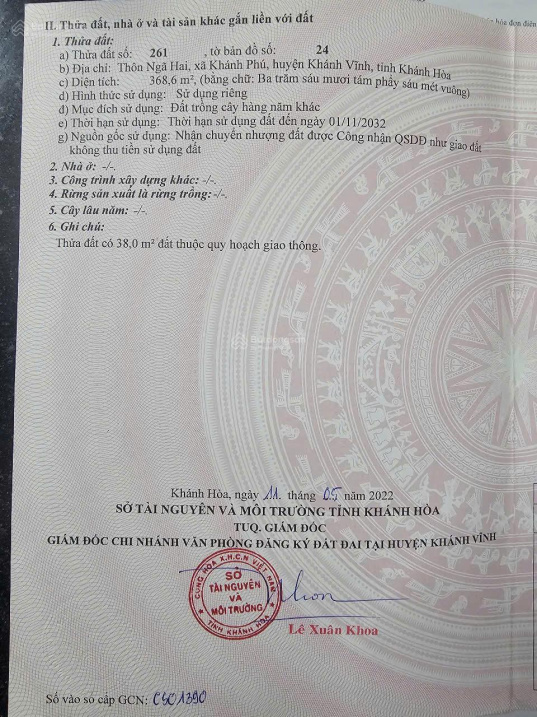 II. Thửa đất, nhà ở và tài sản khác gắn liền với đất
1. Thửa đất:
a) Thửa đất số: 261 , tờ bản đồ số: 24
b) Địa chỉ: Thôn Ngã Hai, xã Khánh Phú, huyện Khánh Vĩnh, tỉnh Khánh Hòa
c) Diện tích: 368,6 m², (bằng chữ: Ba trăm sáu mươi tám phẩy sáu mét vuông)
d) Hình thức sử dụng: Sử dụng riêng
đ) Mục đích sử dụng: Đất trồng cây hàng năm khác
e) Thời hạn sử dụng: Thời hạn sử dụng đất đến ngày 01/11/2032
g) Nguồn gốc sử dụng: Nhận chuyển nhượng đất được Công nhận QSDĐ như giao đất
không thu tiền sử dụng đất
2. Nhà ở: -/-.
3. Công trình xây dựng khác: -/-.
4. Rừng sản xuất là rừng trồng: -/-.
5. Cây lâu năm: -/-.
6. Ghi chú:
Thửa đất có 38,0 m² đất thuộc quy hoạch giao thông.
Khánh Hòa, ngày 11. tháng 05 năm 2022
SỞ TÀI NGUYÊN VÀ MÔI TRƯỜNG TỈNH KHÁNH HÒA
TUQ. GIÁM ĐỐC
GIÁM ĐỐC CHI NHÁNH VĂN PHÒNG ĐĂNG KÝ ĐẤT ĐAI TẠI HUYỆN KHÁNH VĨNH
CỘNG HÒA X.H.C.N VIỆT NAM
SỞ
TÀI NGUYÊN
VÀ
MÔI TRƯỜNG
TỈNH KHÁNH HÒA
Lê Xuân Khoa
Số vào sổ cấp GCN: CS01390